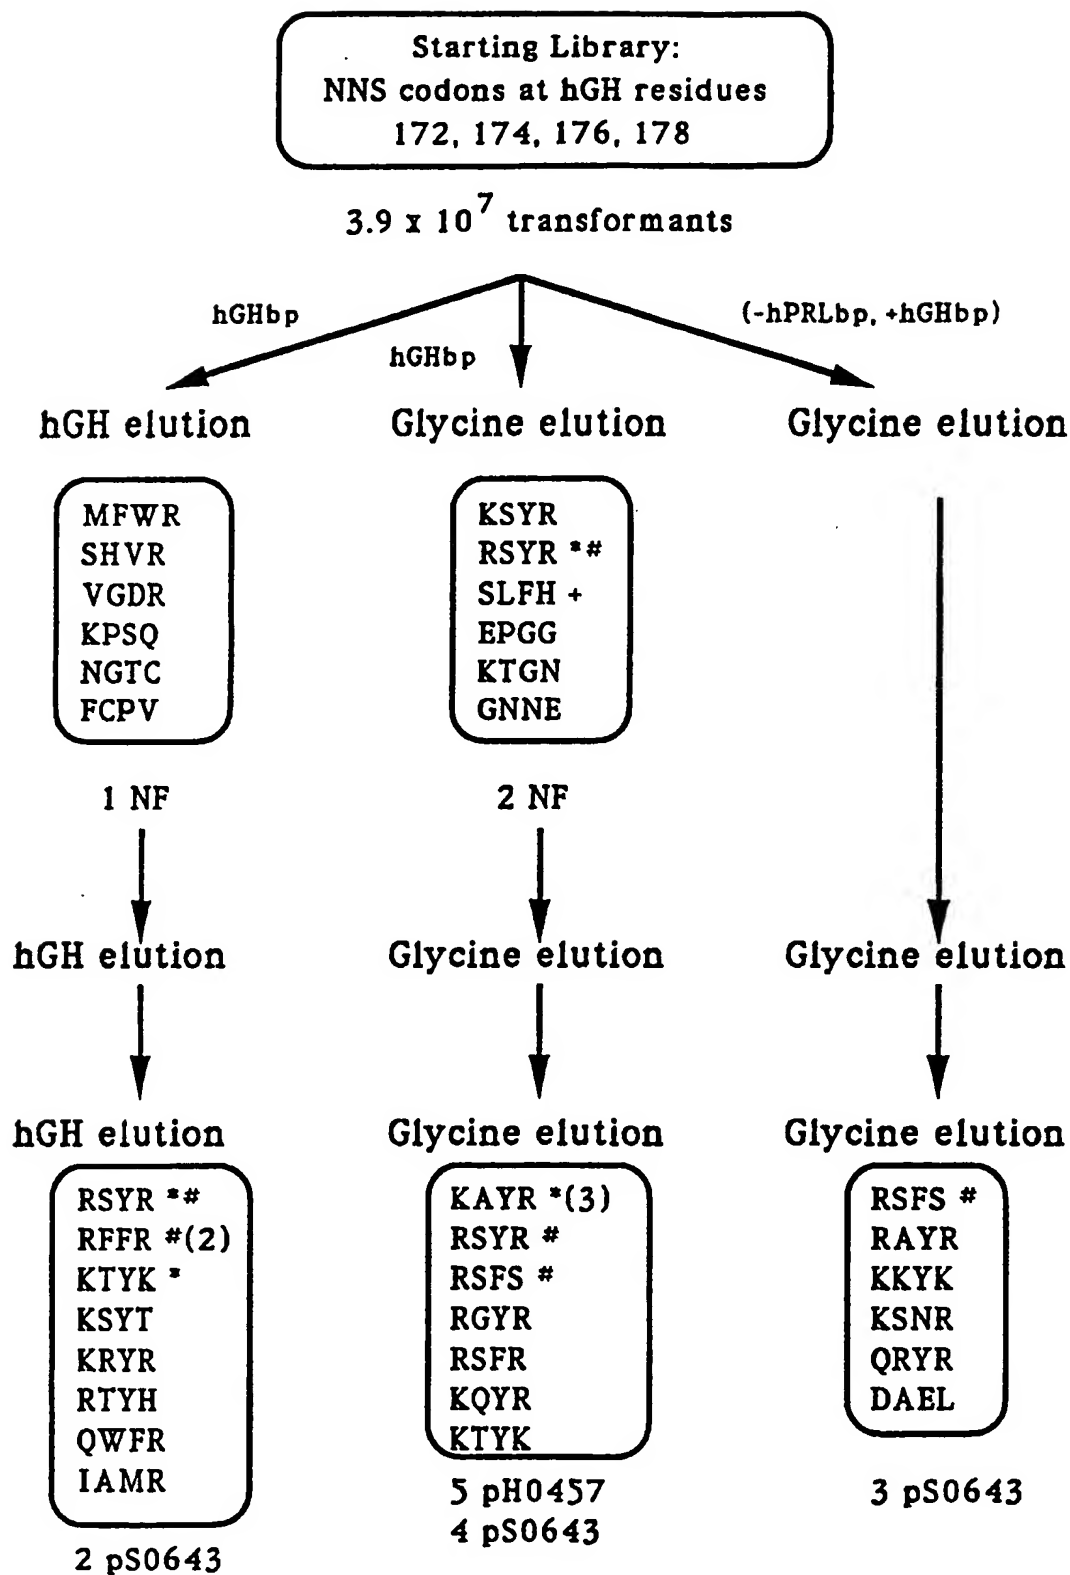 Starting Library:
NNS codons at hGH residues
172, 174, 176, 178
3.9 x 10^7 transformants
hGHbp
hGHbp
(-hPRLbp, +hGHbp)
hGH elution
Glycine elution
Glycine elution
MFWR
SHVR
VGDR
KPSQ
NGTC
FCPV
1 NF
KSYR
RSYR *#
SLFH +
EPGG
KTGN
GNNE
2 NF
hGH elution
Glycine elution
Glycine elution
hGH elution
Glycine elution
Glycine elution
RSYR *#
RFFR #(2)
KTYK *
KSYT
KRYR
RTYH
QWFR
IAMR
2 pS0643
KAYR *(3)
RSYR #
RSFS #
RGYR
RSFR
KQYR
KTYK
5 pH0457
4 pS0643
RSFS #
RAYR
KKYK
KSNR
QRYR
DAEL
3 pS0643